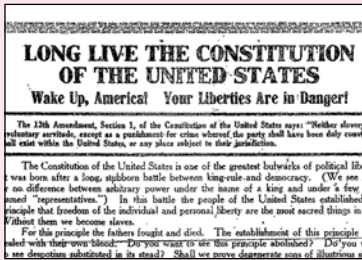 LONG LIVE THE CONSTITUTION
OF THE UNITED STATES
Wake Up, America! Your Liberties Are in Danger!
The 13th Amendment, Section 1, of the Constitution of the United States says: "Neither slavery
voluntary servitude, except as a punishment for crime whereof the party shall have been duly conv
all exist within the United States, or any place subject to their jurisdiction.
The Constitution of the United States is one of the greatest bulwarks of political lib
t was born after a long, stubborn battle between king-rule and democracy. (We see
r no difference between arbitrary power under the name of a king and under a few
amed "representatives.") In this battle the people of the United States established
rinciple that freedom of the individual and personal liberty are the most sacred things in
Without them we become slaves.
For this principle the fathers fought and died. The establishment of this principle
ealed with their own blood. Do you want to see this principle abolished? Do you
o see despotism substituted in its stead? Shall we prove degenerate sons of illustrious